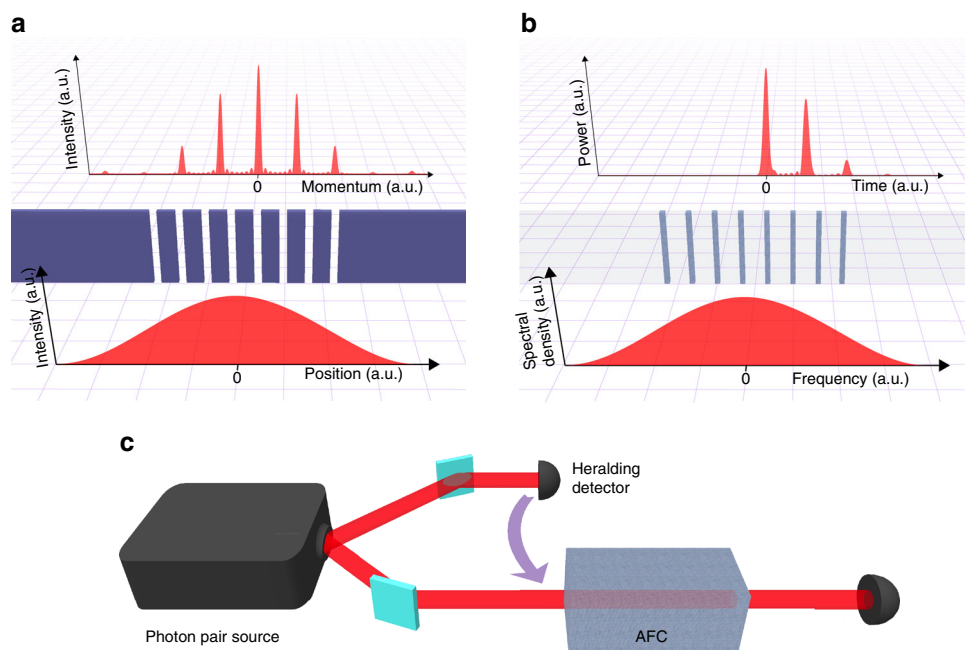 a
Intensity (a.u.)
0
Momentum (a.u.)
Intensity (a.u.)
0
Position (a.u.)
b
Power (a.u.)
0
Time (a.u.)
Spectral
density (a.u.)
0
Frequency (a.u.)
c
Heralding
detector
Photon pair source
AFC